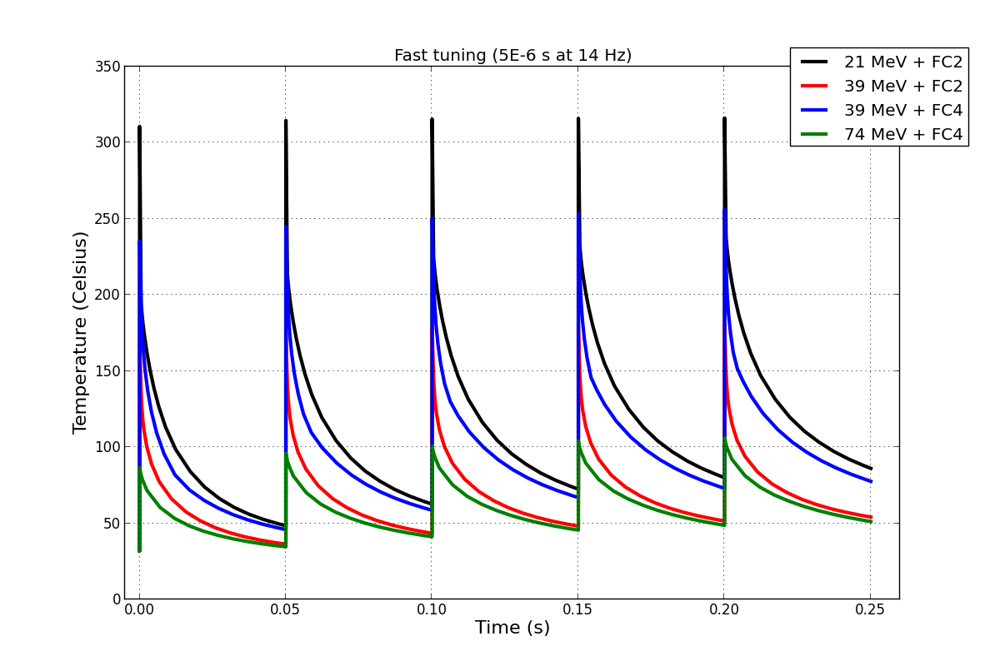 Fast tuning (5E-6 s at 14 Hz)
21 MeV + FC2
39 MeV + FC2
39 MeV + FC4
74 MeV + FC4
Temperature (Celsius)
350
300
250
200
150
100
50
0
0.00 0.05 0.10 0.15 0.20 0.25
Time (s)